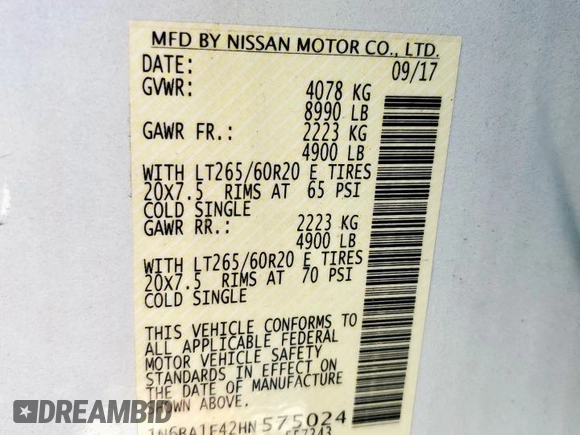 MFD BY NISSAN MOTOR CO., LTD.
DATE: 09/17
GVWR: 4078 KG
8990 LB
GAWR FR.: 2223 KG
4900 LB
WITH LT265/60R20 E TIRES
20X7.5 RIMS AT 65 PSI
COLD SINGLE
GAWR RR.: 2223 KG
4900 LB
WITH LT265/60R20 E TIRES
20X7.5 RIMS AT 70 PSI
COLD SINGLE
THIS VEHICLE CONFORMS TO
ALL APPLICABLE FEDERAL
MOTOR VEHICLE SAFETY
STANDARDS IN EFFECT ON
THE DATE OF MANUFACTURE
SHOWN ABOVE.
575024
DREAMBID